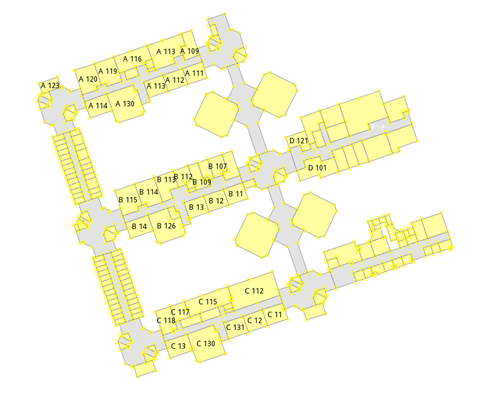 A 109
A 113
A 116
A 119
A 111
A 120
A 112
A 123
A 113
A 130
A 114
D 121
B 107
D 101
B 112
B 113
B 109
B 114
B 11
B 115
B 12
B 13
B 14
B 126
C 112
C 115
C 117
C 11
C 118
C 12
C 131
C 130
C 13